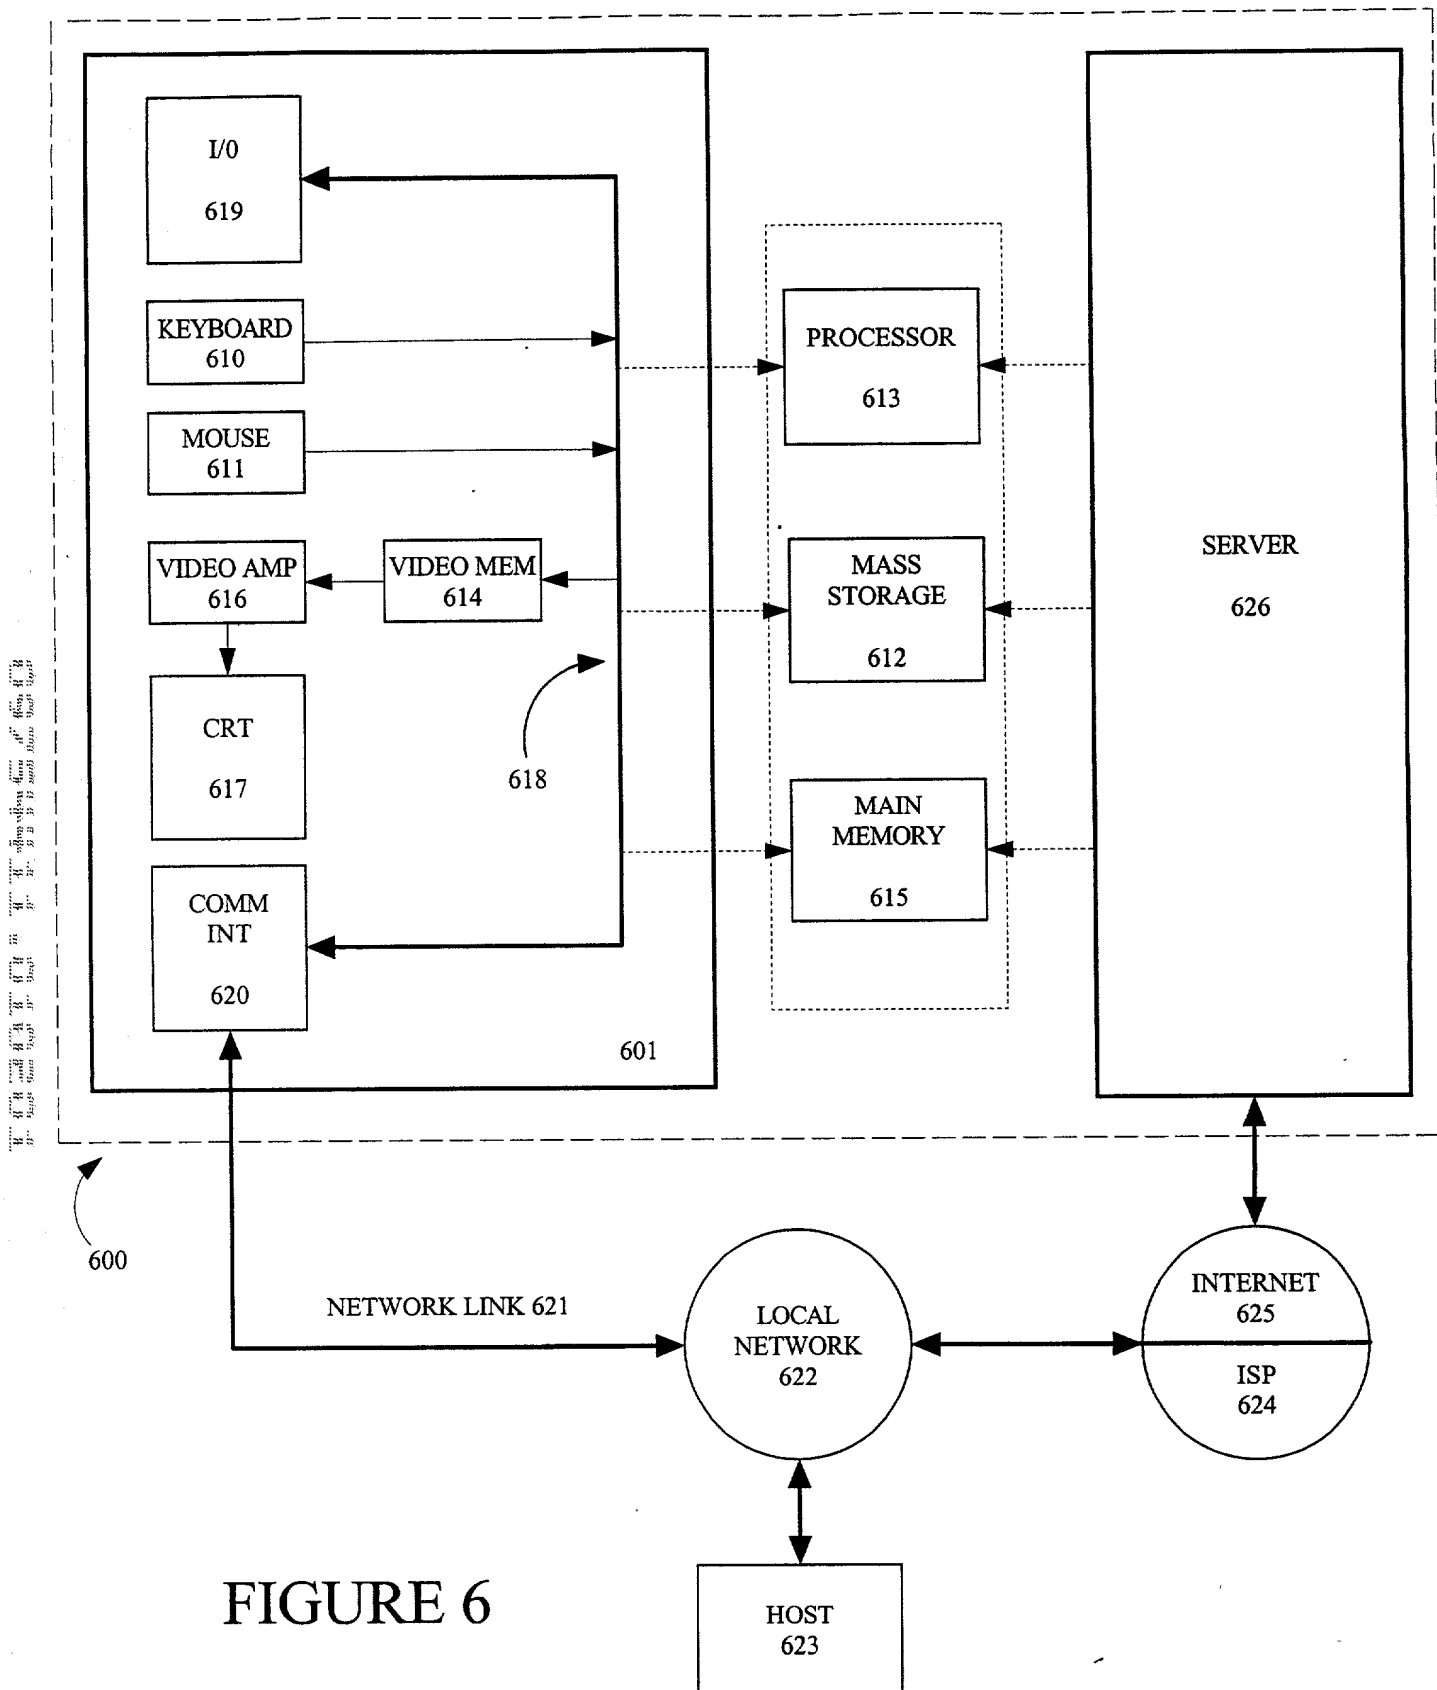 I/0
619
KEYBOARD
610
MOUSE
611
VIDEO AMP
616
VIDEO MEM
614
CRT
617
618
COMM
INT
620
601
PROCESSOR
613
MASS
STORAGE
612
MAIN
MEMORY
615
SERVER
626
600
NETWORK LINK 621
LOCAL
NETWORK
622
INTERNET
625
ISP
624
HOST
623
FIGURE 6